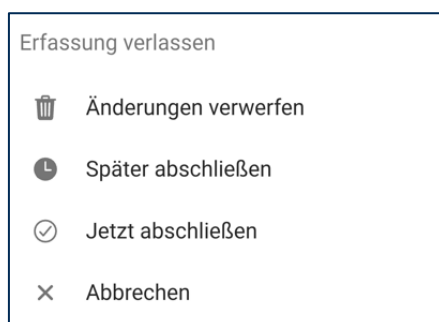 Erfassung verlassen
Änderungen verwerfen
Später abschließen
Jetzt abschließen
Abbrechen